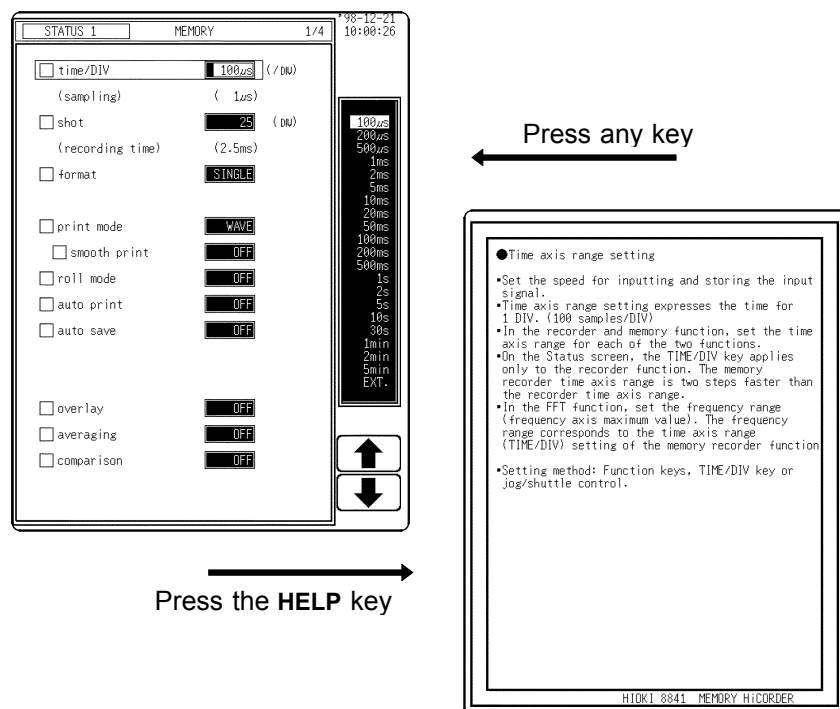 STATUS 1 MEMORY 1/4
'98-12-21
10:00:26
time/DIV 100µs (/DIV)
(sampling) ( 1µs)
shot 25 (DIV)
(recording time) (2.5ms)
format SINGLE
print mode WAVE
smooth print OFF
roll mode OFF
auto print OFF
auto save OFF
overlay OFF
averaging OFF
comparison OFF
100µs
200µs
500µs
1ms
2ms
5ms
10ms
20ms
50ms
100ms
200ms
500ms
1s
2s
5s
10s
30s
1min
2min
5min
EXT.
Press any key
Press the HELP key
●Time axis range setting
▪Set the speed for inputting and storing the input
signal.
▪Time axis range setting expresses the time for
1 DIV. (100 samples/DIV)
▪In the recorder and memory function, set the time
axis range for each of the two functions.
▪On the Status screen, the TIME/DIV key applies
only to the recorder function. The memory
recorder time axis range is two steps faster than
the recorder time axis range.
▪In the FFT function, set the frequency range
(frequency axis maximum value). The frequency
range corresponds to the time axis range
(TIME/DIV) setting of the memory recorder function
▪Setting method: Function keys, TIME/DIV key or
jog/shuttle control.
HIOKI 8841 MEMORY HiCORDER